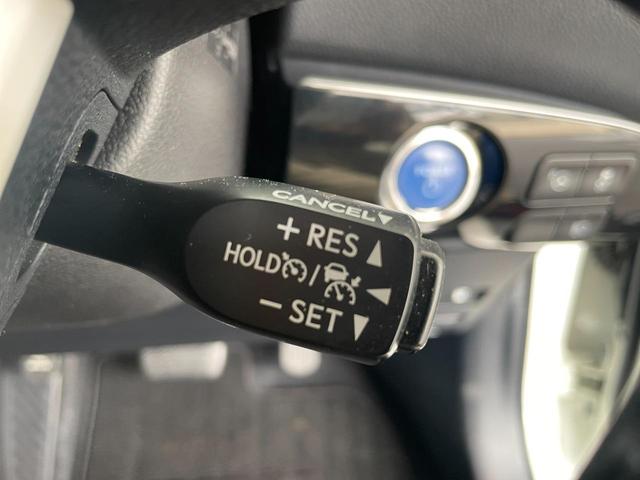 CANCEL
+ RES
HOLD /
− SET